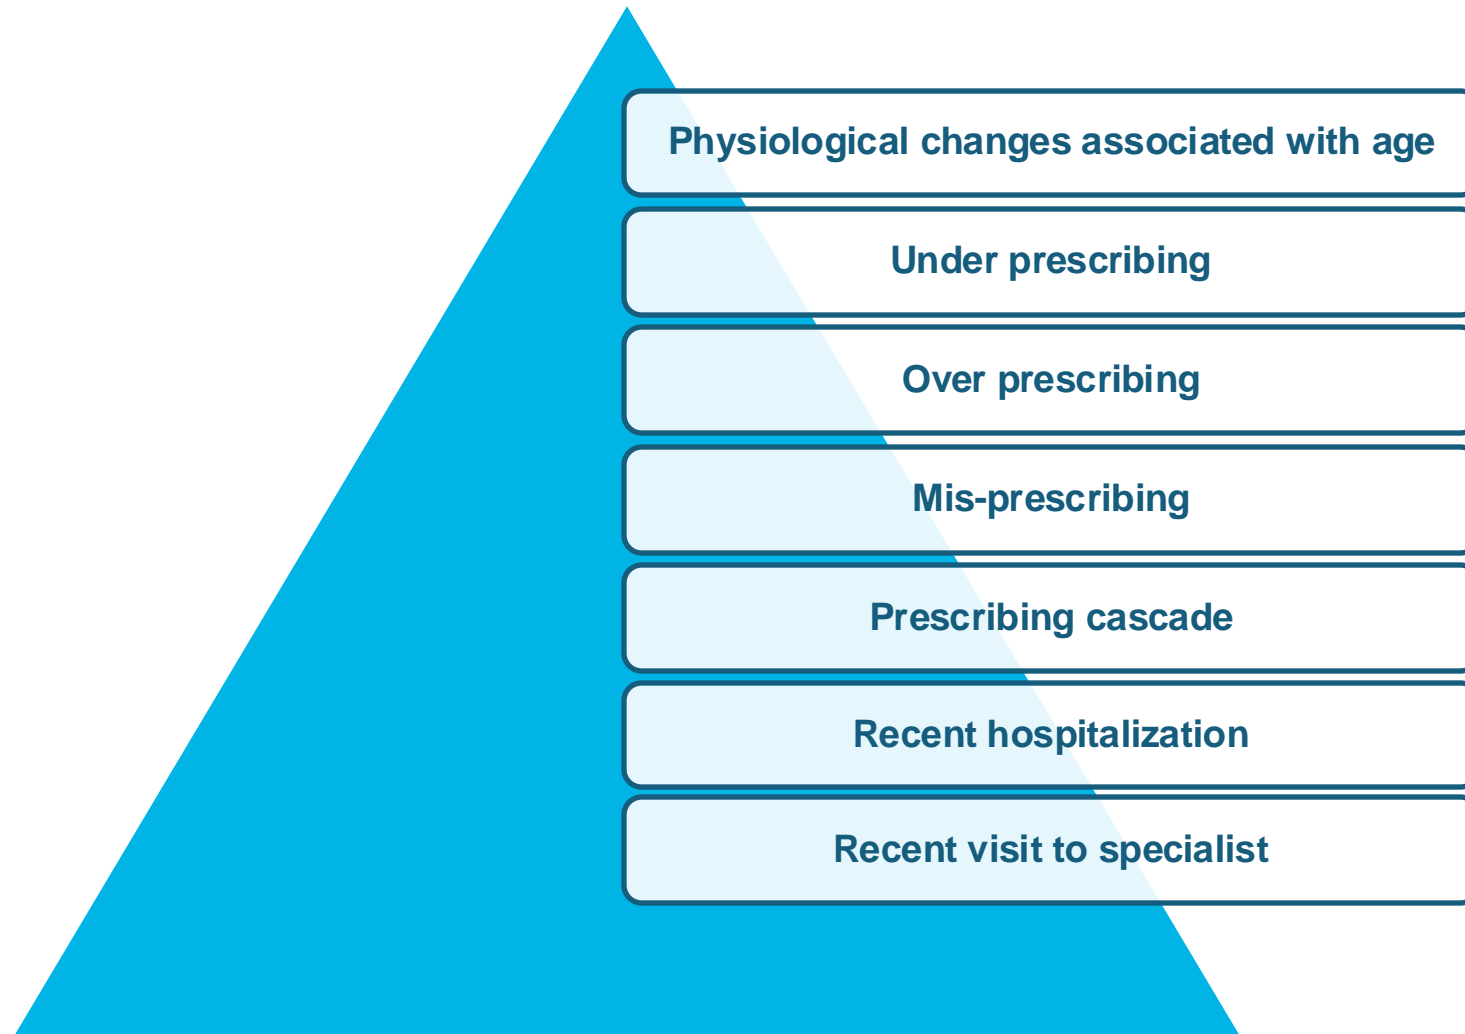 Physiological changes associated with age
Under prescribing
Over prescribing
Mis-prescribing
Prescribing cascade
Recent hospitalization
Recent visit to specialist